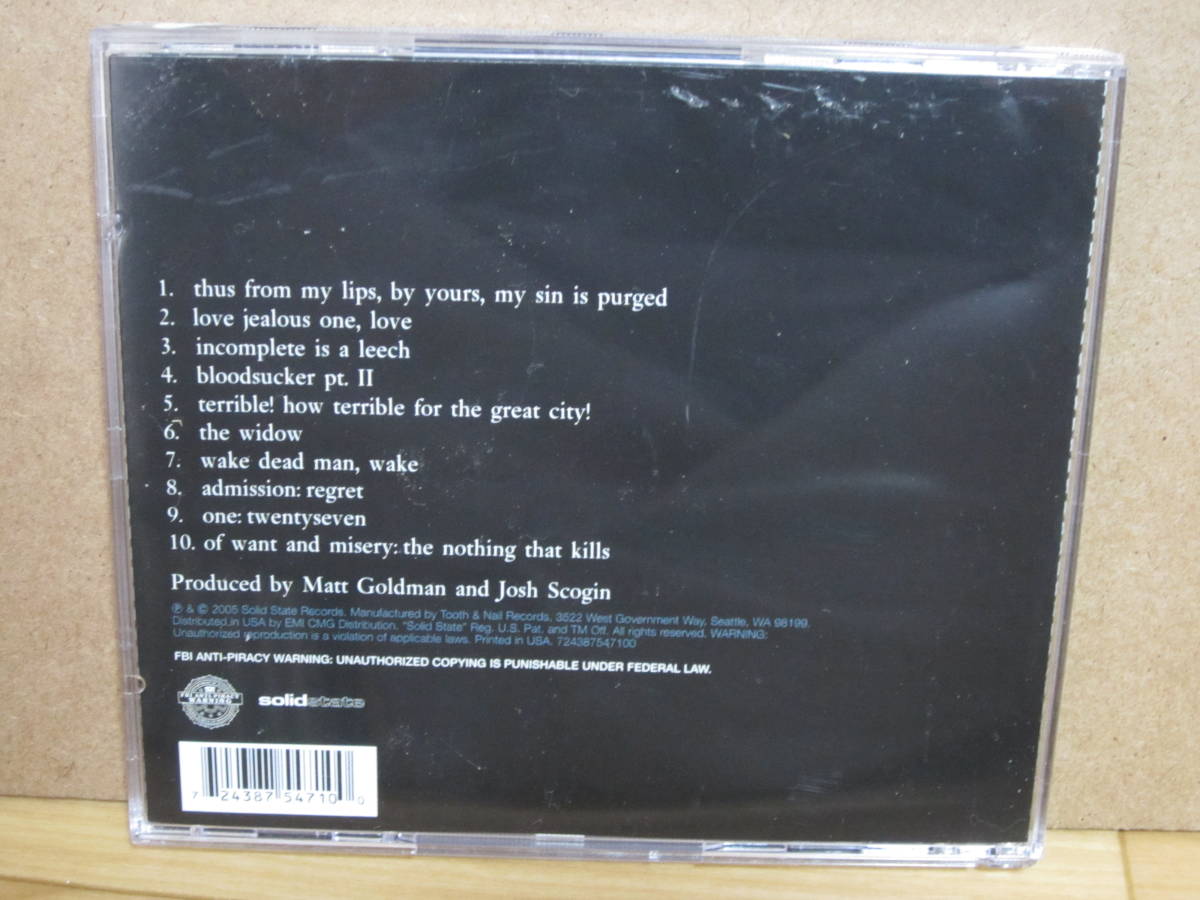 1. thus from my lips, by yours, my sin is purged
2. love jealous one, love
3. incomplete is a leech
4. bloodsucker pt. II
5. terrible! how terrible for the great city!
6. the widow
7. wake dead man, wake
8. admission: regret
9. one: twentyseven
10. of want and misery: the nothing that kills
Produced by Matt Goldman and Josh Scogin
℗ & © 2005 Solid State Records. Manufactured by Tooth & Nail Records, 3522 West Government Way, Seattle, WA 98199.
Distributed in USA by EMI CMG Distribution. "Solid State" Reg. U.S. Pat. and TM Off. All rights reserved. WARNING:
Unauthorized reproduction is a violation of applicable laws. Printed in USA. 724387547100
FBI ANTI-PIRACY WARNING: UNAUTHORIZED COPYING IS PUNISHABLE UNDER FEDERAL LAW.
FBI ANTI-PIRACY
WARNING
solidstate
7 24387 54710 0